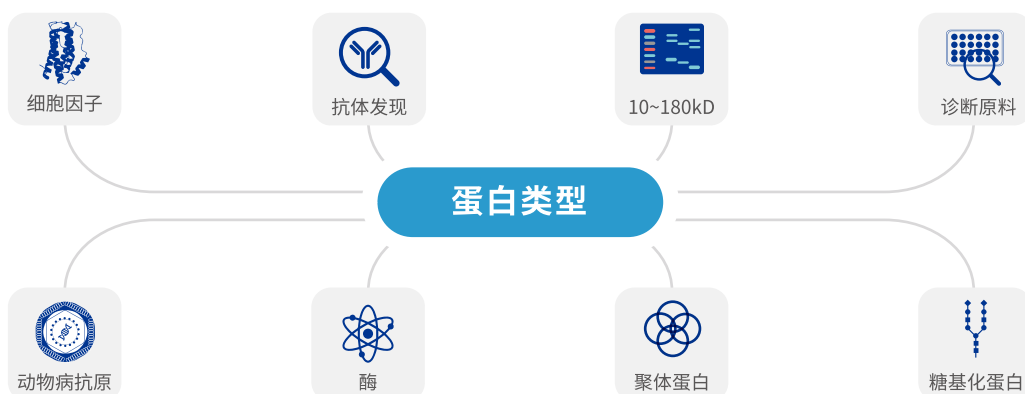 细胞因子
抗体发现
10~180kD
诊断原料
蛋白类型
动物病抗原
酶
聚体蛋白
糖基化蛋白